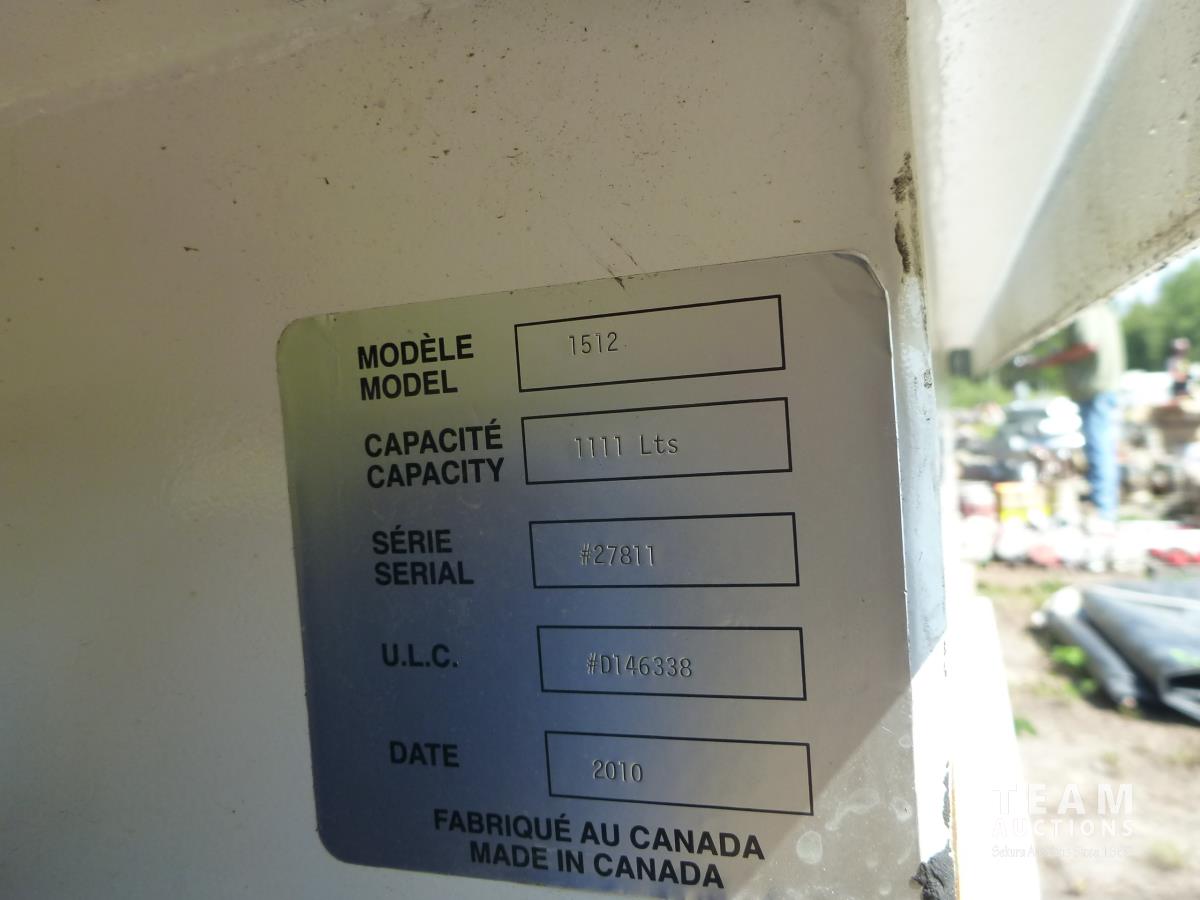 MODÈLE
MODEL
1512
CAPACITÉ
CAPACITY
1111 Lts
SÉRIE
SERIAL
#27811
U.L.C.
#D146338
DATE
2010
FABRIQUÉ AU CANADA
MADE IN CANADA
TEAM
AUCTIONS